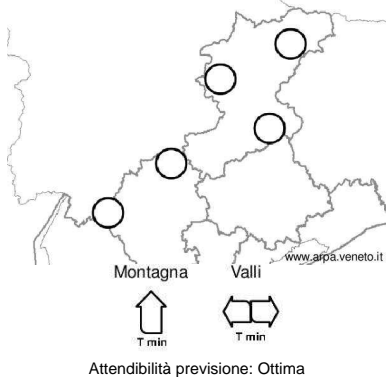 www.arpa.veneto.it
Montagna Valli
T min T min
Attendibilità previsione: Ottima